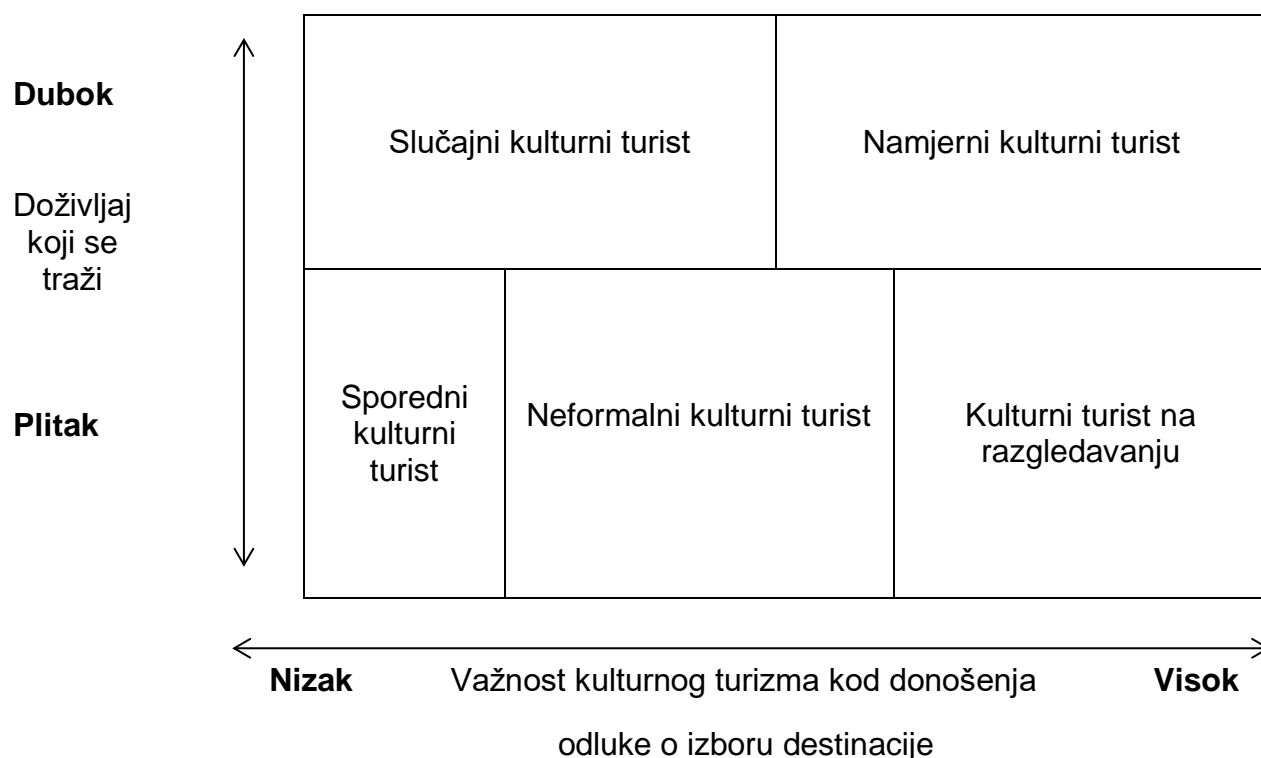 Dubok
Slučajni kulturni turist
Namjerni kulturni turist
Doživljaj
koji se
traži
Plitak
Sporedni
kulturni
turist
Neformalni kulturni turist
Kulturni turist na
razgledavanju
Nizak
Važnost kulturnog turizma kod donošenja
Visok
odluke o izboru destinacije